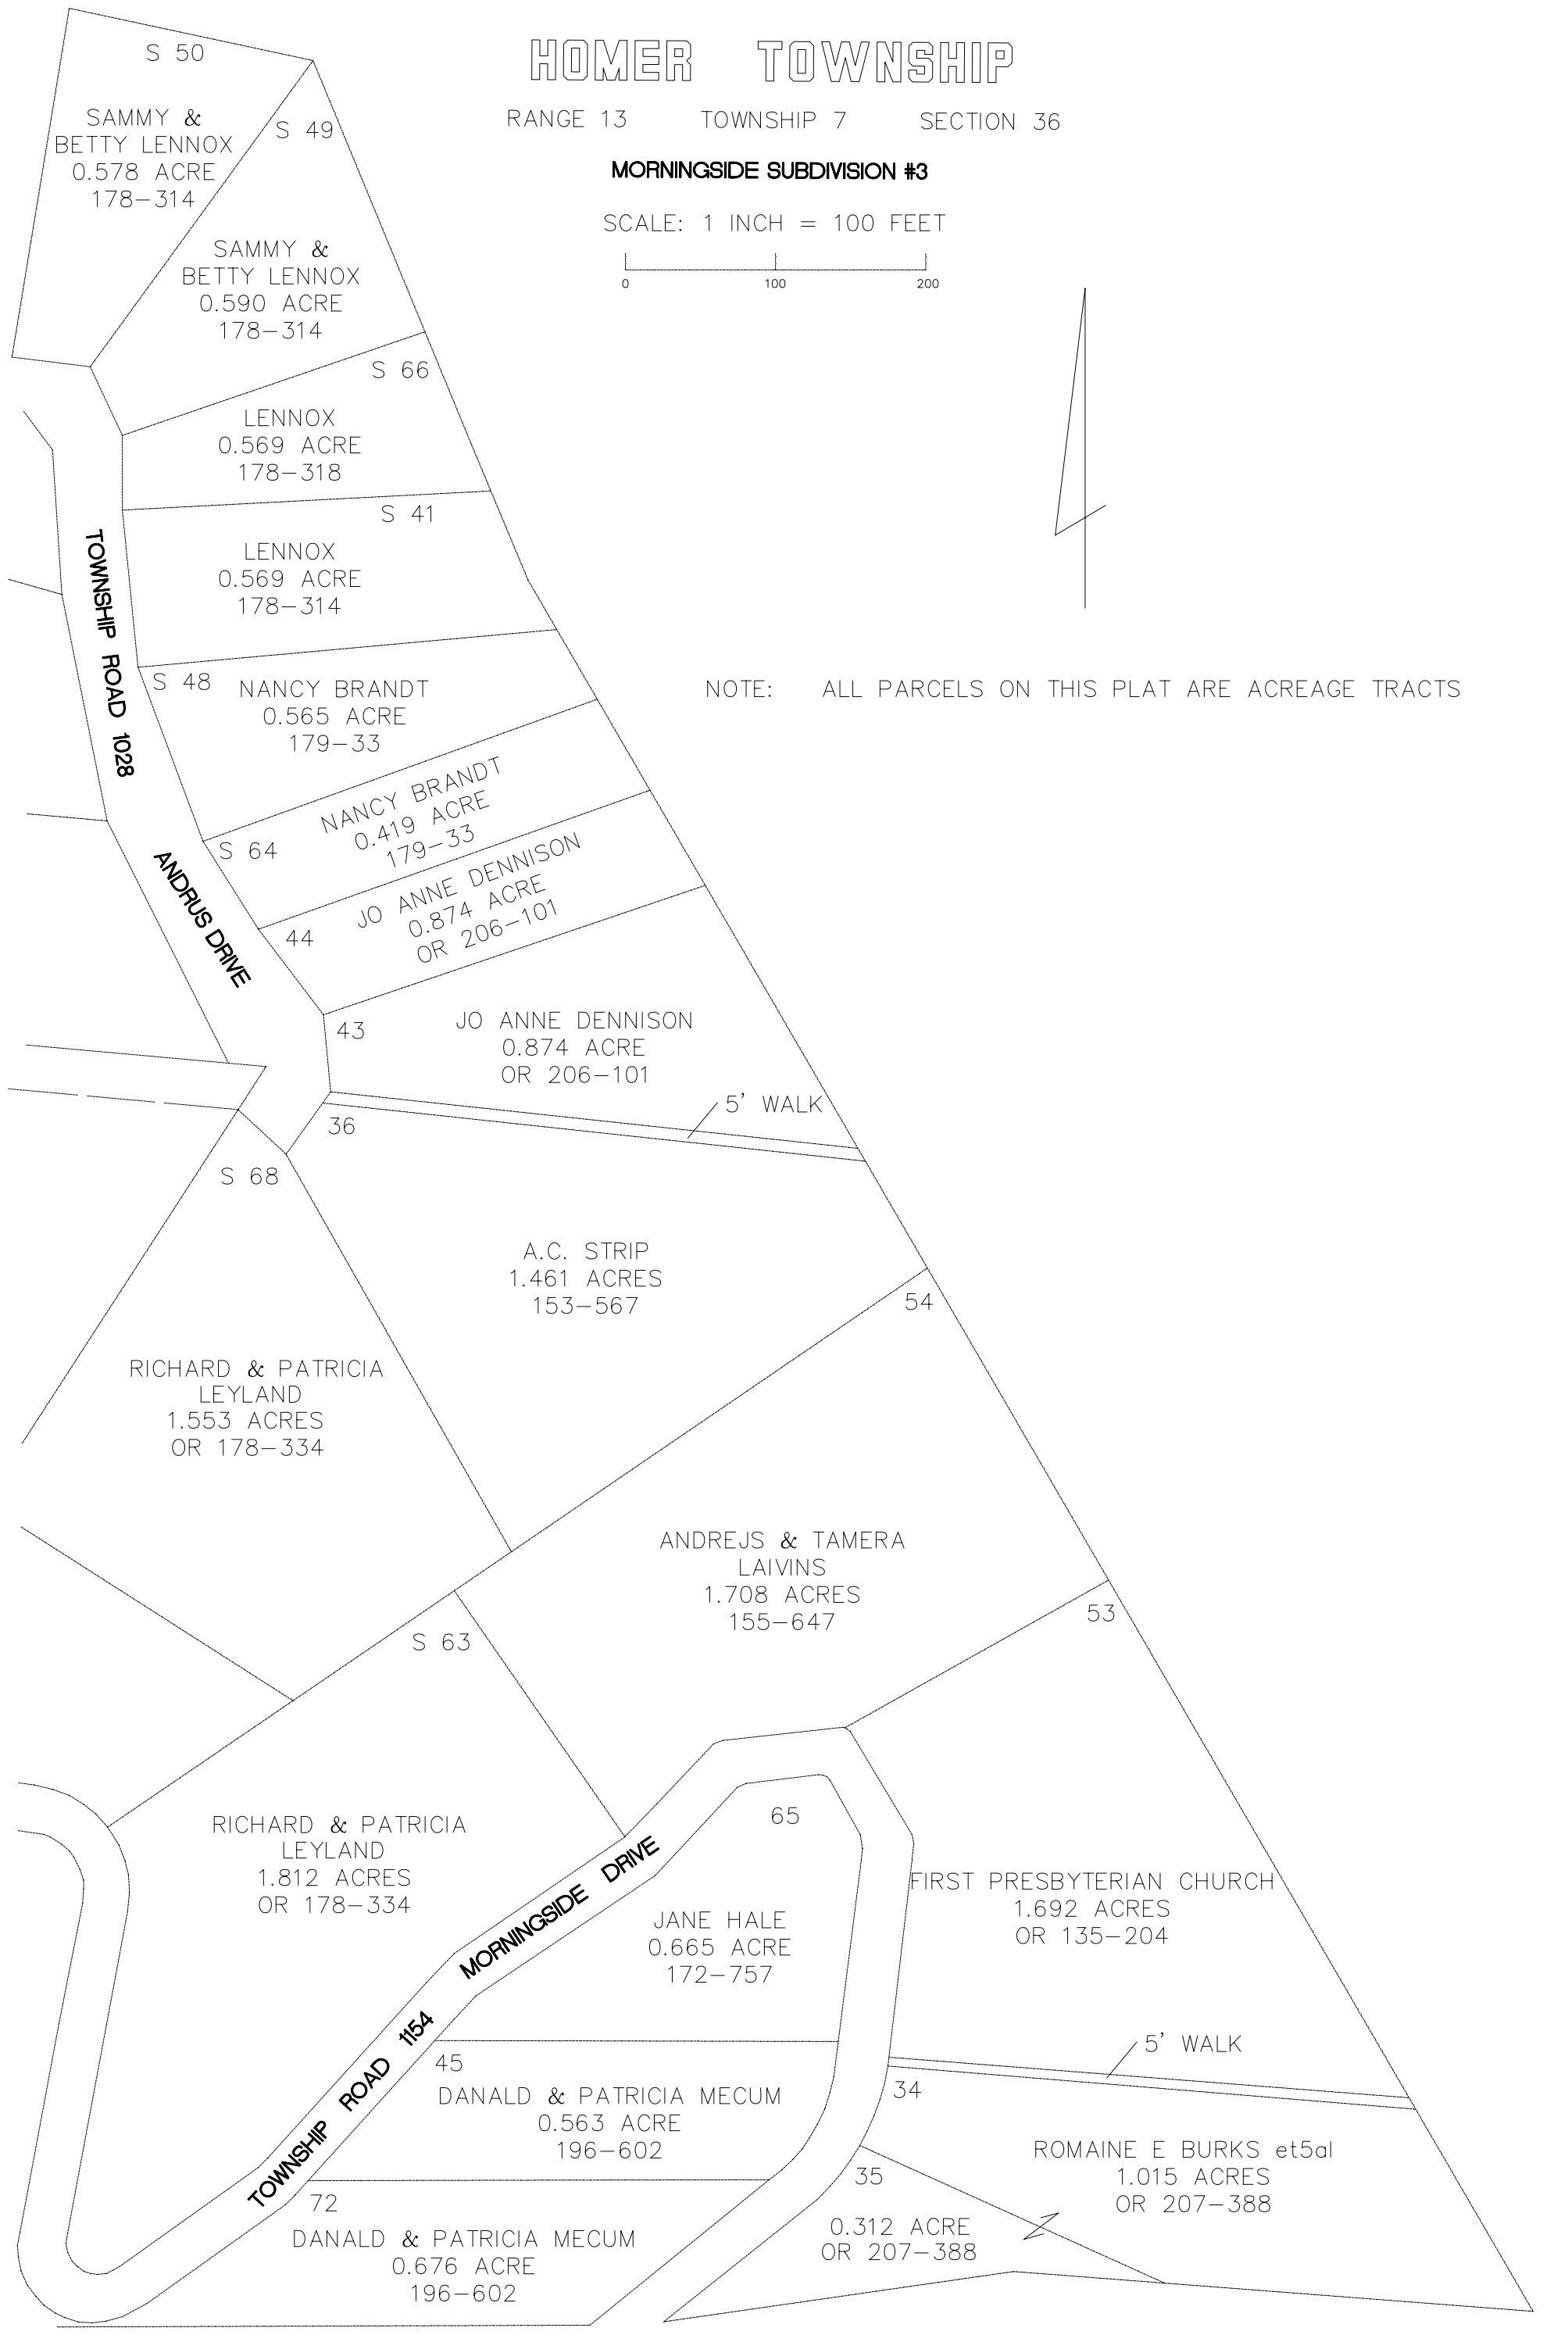 HOMER TOWNSHIP
RANGE 13 TOWNSHIP 7 SECTION 36
MORNINGSIDE SUBDIVISION #3
SCALE: 1 INCH = 100 FEET
0 100 200
S 50
SAMMY &
BETTY LENNOX
0.578 ACRE
178-314
S 49
SAMMY &
BETTY LENNOX
0.590 ACRE
178-314
S 66
LENNOX
0.569 ACRE
178-318
S 41
LENNOX
0.569 ACRE
178-314
TOWNSHIP ROAD 1028
S 48
NANCY BRANDT
0.565 ACRE
179-33
NOTE: ALL PARCELS ON THIS PLAT ARE ACREAGE TRACTS
S 64
NANCY BRANDT
0.419 ACRE
179-33
ANDRUS DRIVE
44
JO ANNE DENNISON
0.874 ACRE
OR 206-101
43
JO ANNE DENNISON
0.874 ACRE
OR 206-101
5' WALK
36
S 68
A.C. STRIP
1.461 ACRES
153-567
54
RICHARD & PATRICIA
LEYLAND
1.553 ACRES
OR 178-334
ANDREJS & TAMERA
LAIVINS
1.708 ACRES
155-647
53
S 63
RICHARD & PATRICIA
LEYLAND
1.812 ACRES
OR 178-334
65
MORNINGSIDE DRIVE
FIRST PRESBYTERIAN CHURCH
1.692 ACRES
OR 135-204
JANE HALE
0.665 ACRE
172-757
TOWNSHIP ROAD 1154
5' WALK
45
DANALD & PATRICIA MECUM
0.563 ACRE
196-602
34
ROMAINE E BURKS et5al
1.015 ACRES
OR 207-388
35
0.312 ACRE
OR 207-388
72
DANALD & PATRICIA MECUM
0.676 ACRE
196-602